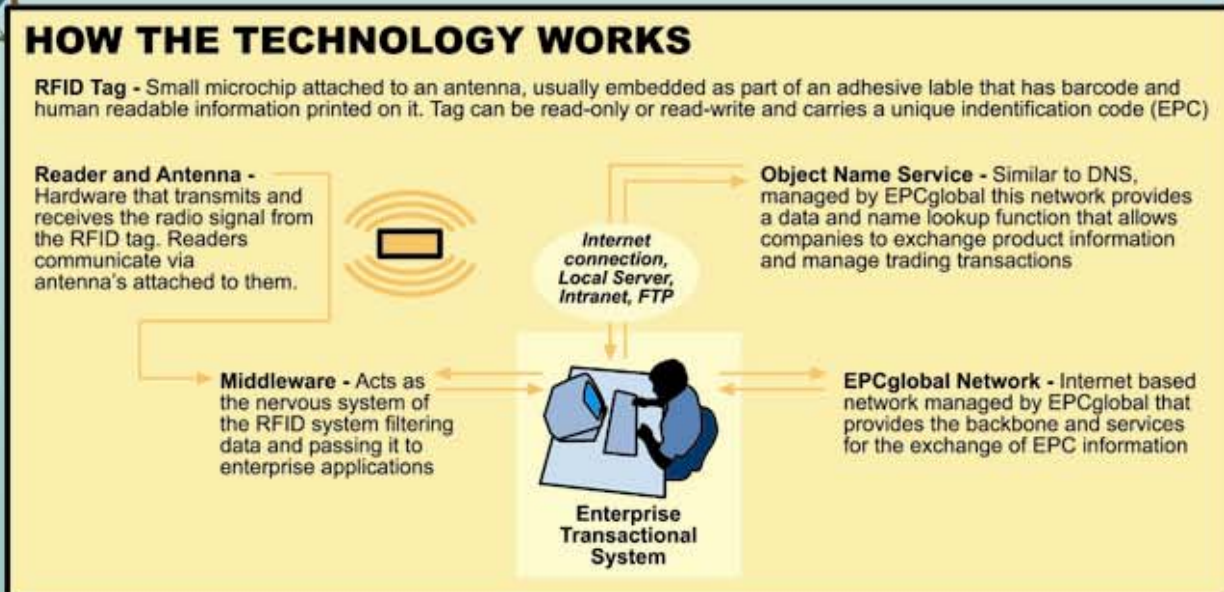 HOW THE TECHNOLOGY WORKS
RFID Tag - Small microchip attached to an antenna, usually embedded as part of an adhesive lable that has barcode and
human readable information printed on it. Tag can be read-only or read-write and carries a unique indentification code (EPC)
Reader and Antenna -
Hardware that transmits and
receives the radio signal from
the RFID tag. Readers
communicate via
antenna's attached to them.
Internet
connection,
Local Server,
Intranet, FTP
Object Name Service - Similar to DNS,
managed by EPCglobal this network provides
a data and name lookup function that allows
companies to exchange product information
and manage trading transactions
Middleware - Acts as
the nervous system of
the RFID system filtering
data and passing it to
enterprise applications
EPCglobal Network - Internet based
network managed by EPCglobal that
provides the backbone and services
for the exchange of EPC information
Enterprise
Transactional
System